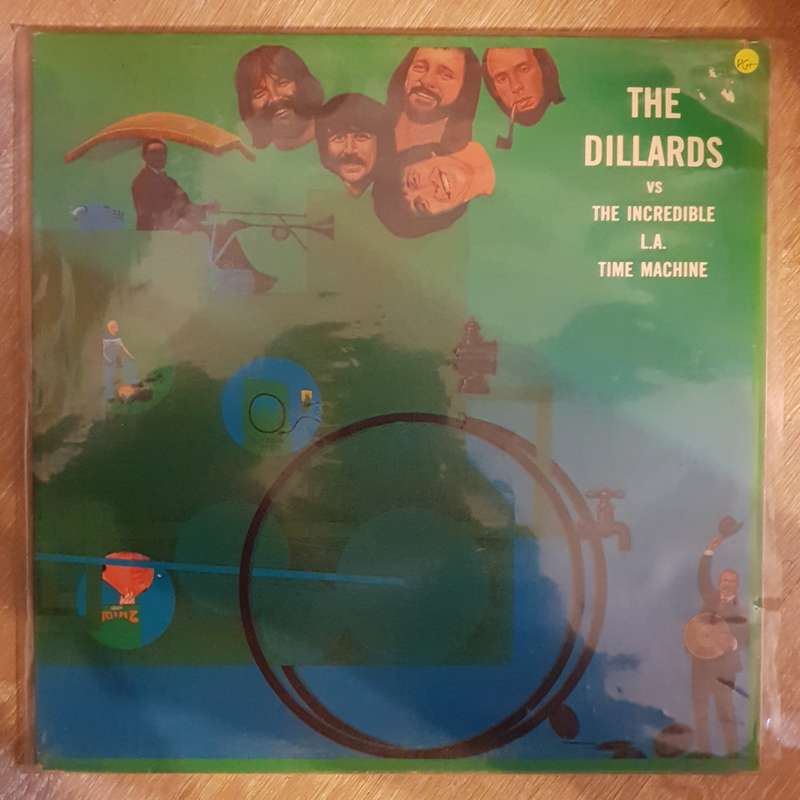 THE
DILLARDS
VS
THE INCREDIBLE
L.A.
TIME MACHINE